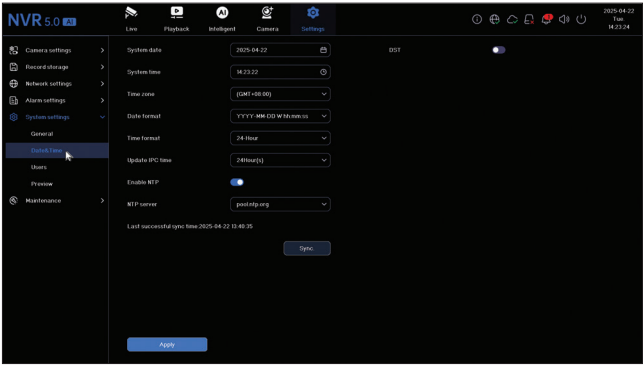 NVR 5.0 AI
Live
Playback
AI
Intelligent
Camera
Settings
2025-04-22
Tue
14:23:24
Camera settings
Record storage
Network settings
Alarm settings
System settings
General
Date&Time
Users
Preview
Maintenance
System date 2025-04-22 DST
System time 14:23:22
Time zone (GMT+08:00)
Date format YYYY-MM-DD W hh:mm:ss
Time format 24-Hour
Update IPC time 24Hour(s)
Enable NTP
NTP server pool.ntp.org
Last successful sync time:2025-04-22 13:40:35
Sync
Apply